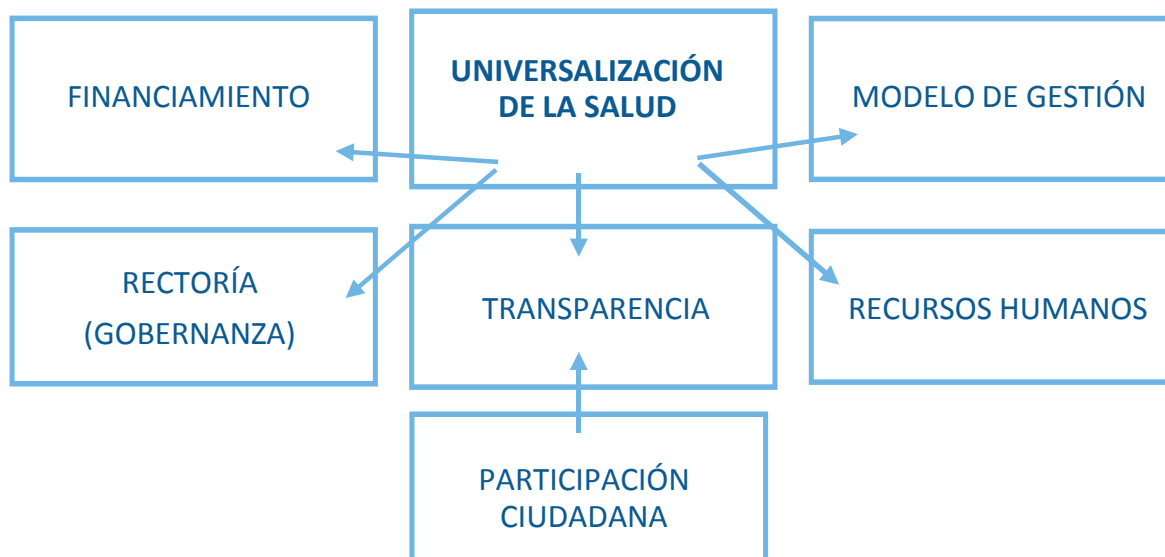 FINANCIAMIENTO
UNIVERSALIZACIÓN
DE LA SALUD
MODELO DE GESTIÓN
RECTORÍA
(GOBERNANZA)
TRANSPARENCIA
RECURSOS HUMANOS
PARTICIPACIÓN
CIUDADANA